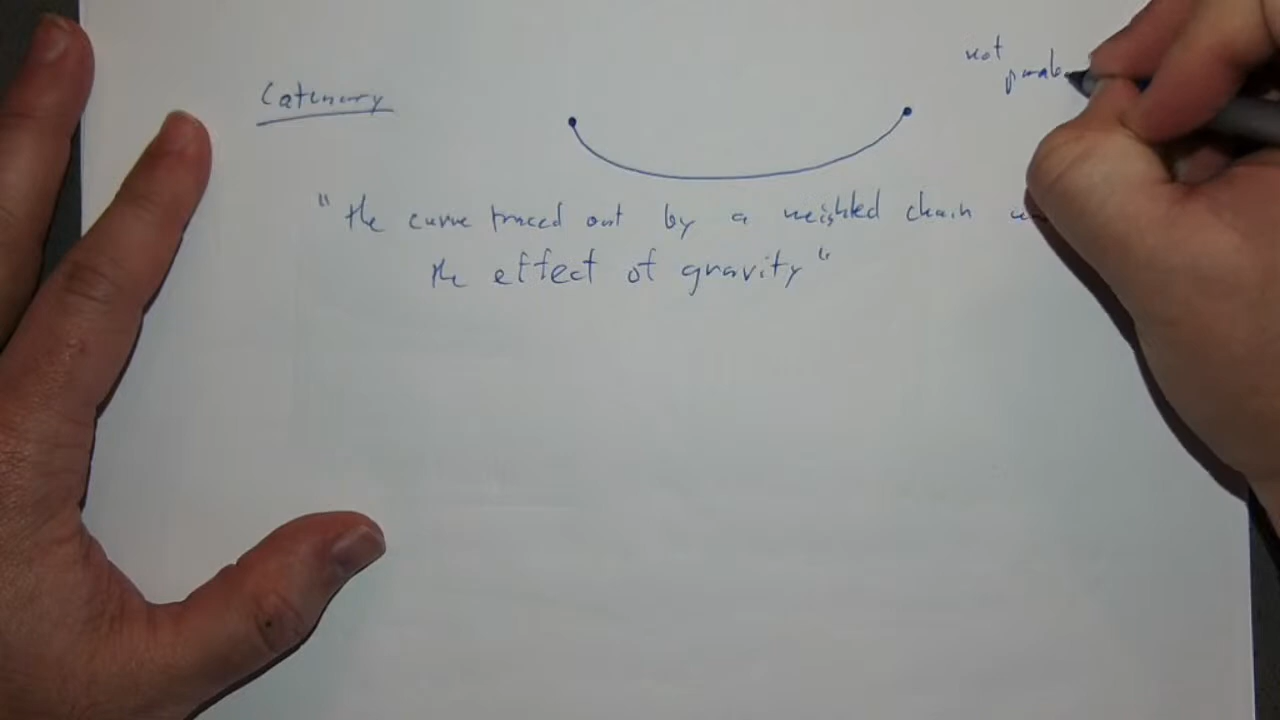 not
Catenary
"the curve traced out by a weighted chain
the effect of gravity"